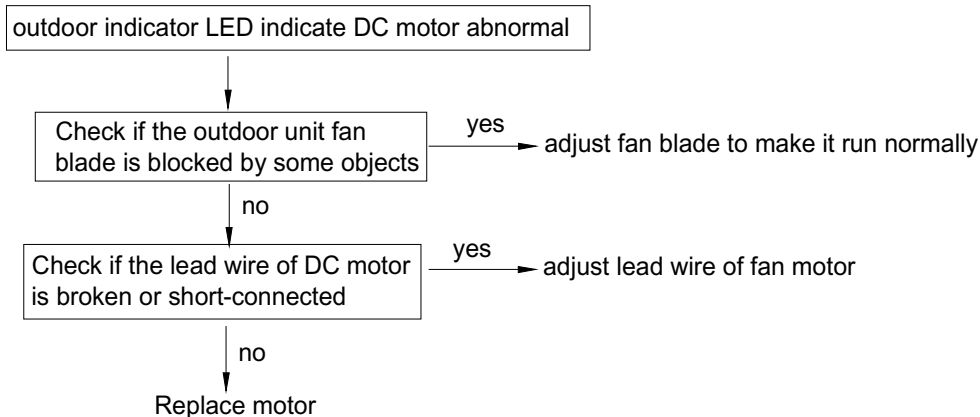 outdoor indicator LED indicate DC motor abnormal
Check if the outdoor unit fan
blade is blocked by some objects
yes
adjust fan blade to make it run normally
no
Check if the lead wire of DC motor
is broken or short-connected
yes
adjust lead wire of fan motor
no
Replace motor